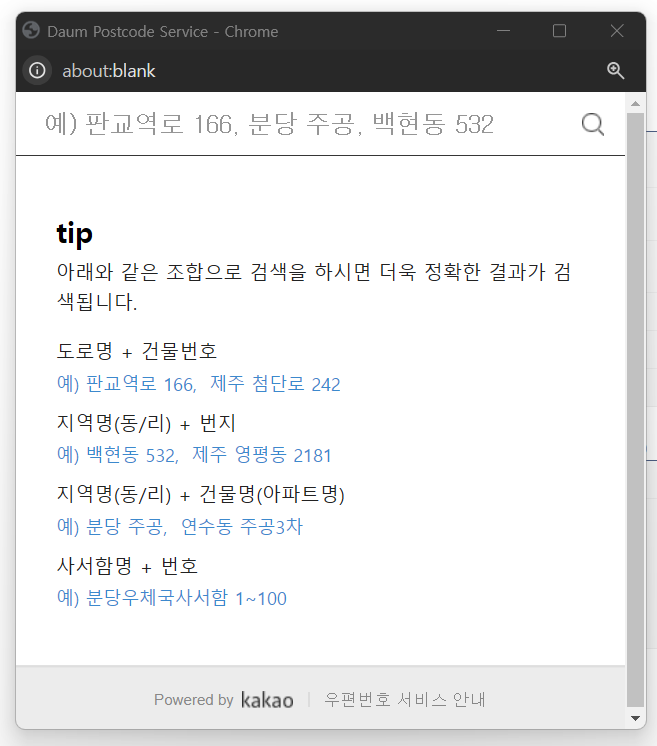 Daum Postcode Service - Chrome
about:blank
예) 판교역로 166, 분당 주공, 백현동 532
tip
아래와 같은 조합으로 검색을 하시면 더욱 정확한 결과가 검
색됩니다.
도로명 + 건물번호
예) 판교역로 166, 제주 첨단로 242
지역명(동/리) + 번지
예) 백현동 532, 제주 영평동 2181
지역명(동/리) + 건물명(아파트명)
예) 분당 주공, 연수동 주공3차
사서함명 + 번호
예) 분당우체국사서함 1~100
Powered by kakao | 우편번호 서비스 안내